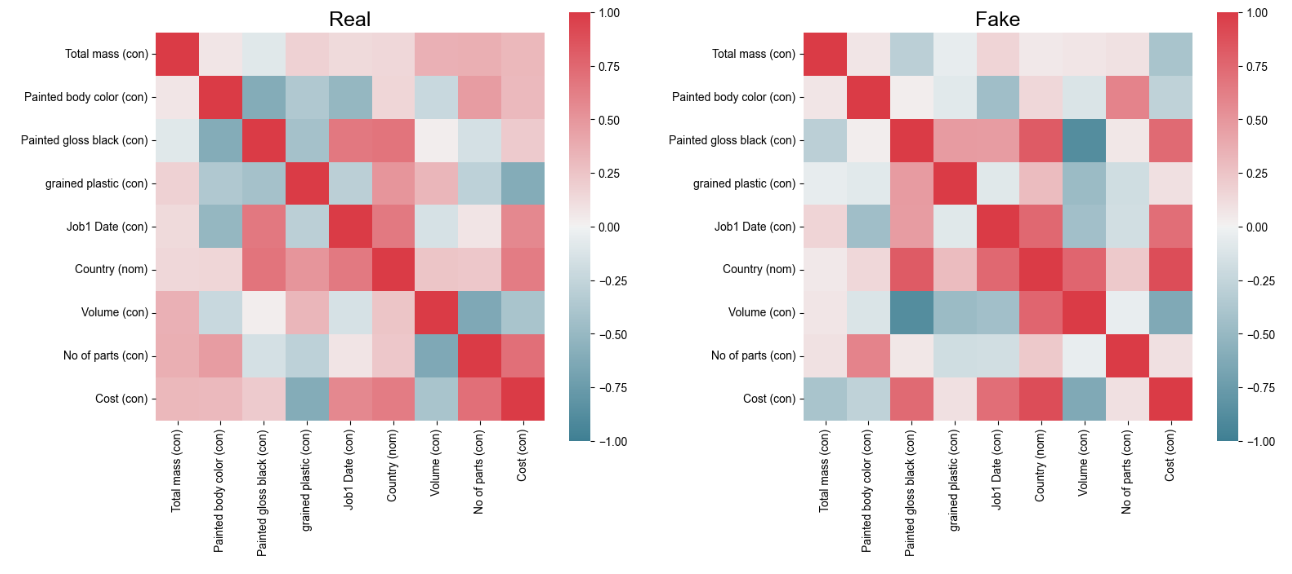 Real
Total mass (con)
Painted body color (con)
Painted gloss black (con)
grained plastic (con)
Job1 Date (con)
Country (nom)
Volume (con)
No of parts (con)
Cost (con)
Total mass (con)
Painted body color (con)
Painted gloss black (con)
grained plastic (con)
Job1 Date (con)
Country (nom)
Volume (con)
No of parts (con)
Cost (con)
1.00
0.75
0.50
0.25
0.00
−0.25
−0.50
−0.75
−1.00
Fake
Total mass (con)
Painted body color (con)
Painted gloss black (con)
grained plastic (con)
Job1 Date (con)
Country (nom)
Volume (con)
No of parts (con)
Cost (con)
Total mass (con)
Painted body color (con)
Painted gloss black (con)
grained plastic (con)
Job1 Date (con)
Country (nom)
Volume (con)
No of parts (con)
Cost (con)
1.00
0.75
0.50
0.25
0.00
−0.25
−0.50
−0.75
−1.00